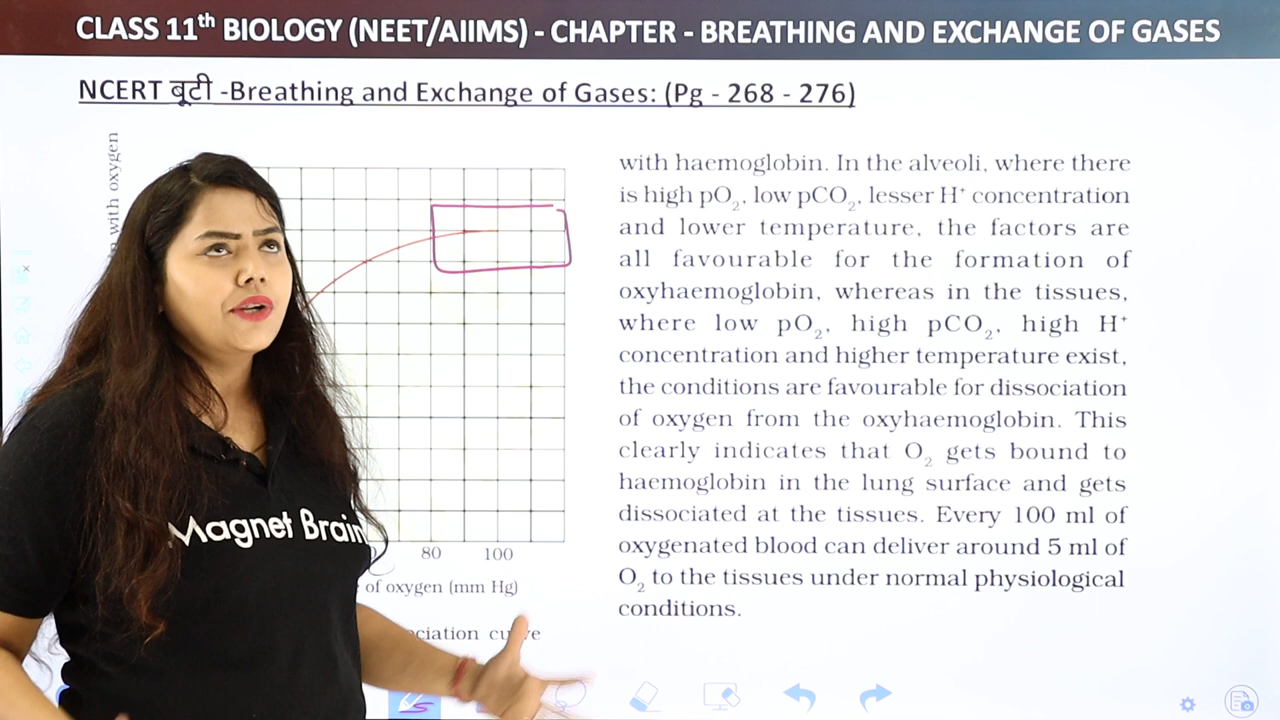 CLASS 11th BIOLOGY (NEET/AIIMS) - CHAPTER - BREATHING AND EXCHANGE OF GASES
NCERT बूटी -Breathing and Exchange of Gases: (Pg - 268 - 276)
with oxygen
80 100
of oxygen (mm Hg)
with haemoglobin. In the alveoli, where there
is high pO₂, low pCO₂, lesser H⁺ concentration
and lower temperature, the factors are
all favourable for the formation of
oxyhaemoglobin, whereas in the tissues,
where low pO₂, high pCO₂, high H⁺
concentration and higher temperature exist,
the conditions are favourable for dissociation
of oxygen from the oxyhaemoglobin. This
clearly indicates that O₂ gets bound to
haemoglobin in the lung surface and gets
dissociated at the tissues. Every 100 ml of
oxygenated blood can deliver around 5 ml of
O₂ to the tissues under normal physiological
conditions.
Magnet Brain